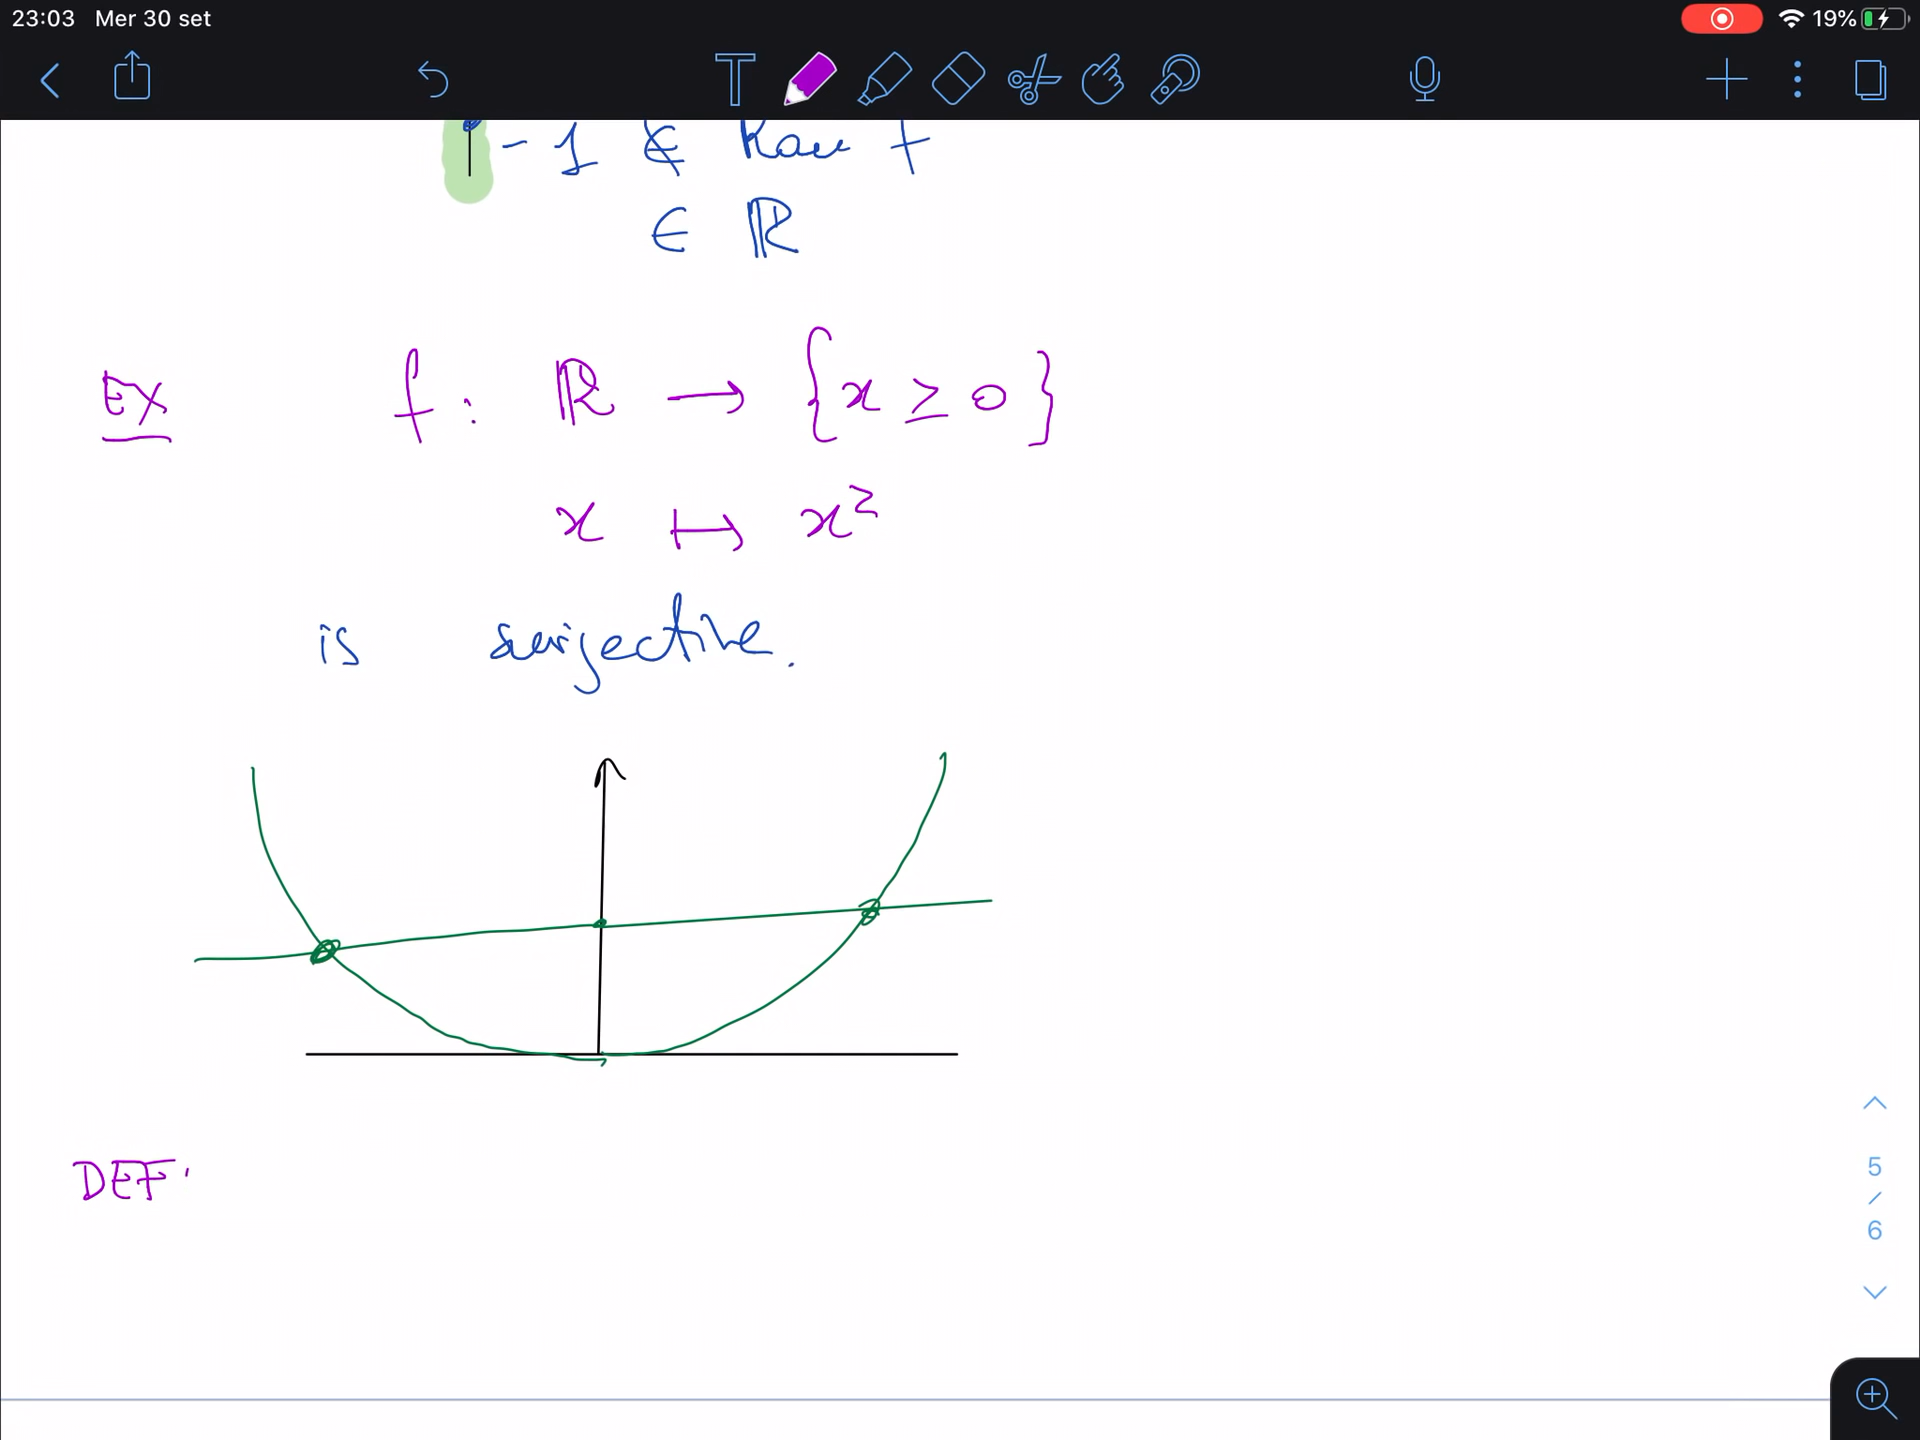 23:03 Mer 30 set 19%
T
-1 ∉ Ran f
∈ ℝ
EX f : ℝ → {x ≥ 0}
x ↦ x²
is surjective.
DEF.
5
/
6